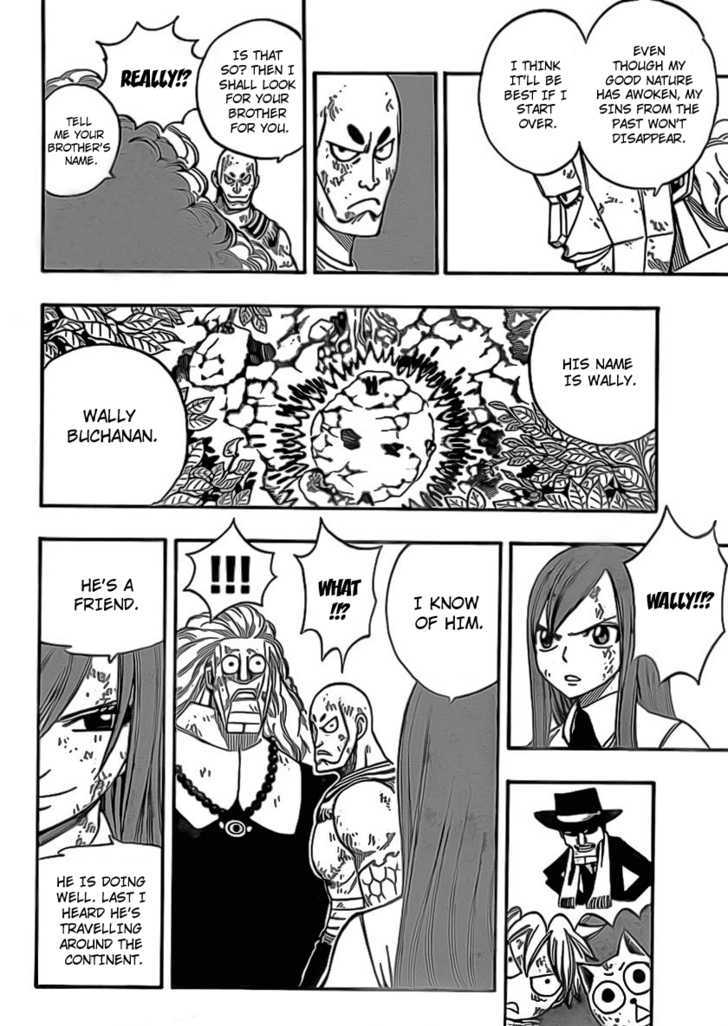 EVEN
THOUGH MY
GOOD NATURE
HAS AWOKEN, MY
SINS FROM THE
PAST WON'T
DISAPPEAR.
I THINK
IT'LL BE
BEST IF I
START
OVER.
IS THAT
SO? THEN I
SHALL LOOK
FOR YOUR
BROTHER
FOR YOU.
REALLY!?
TELL
ME YOUR
BROTHER'S
NAME.
HIS NAME
IS WALLY.
WALLY
BUCHANAN.
WALLY!!?
I KNOW
OF HIM.
WHAT
!!?
!!!
HE'S A
FRIEND.
HE IS DOING
WELL. LAST I
HEARD HE'S
TRAVELLING
AROUND THE
CONTINENT.